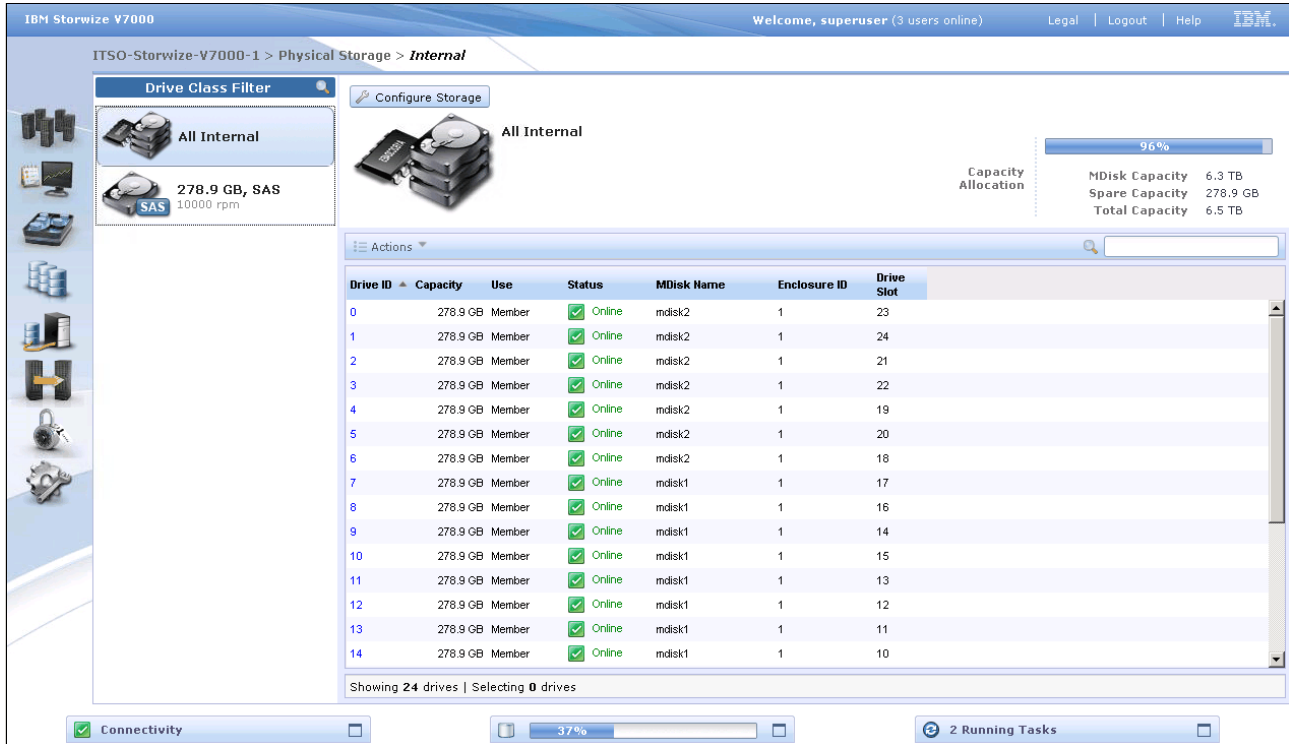 IBM Storwize V7000
Welcome, superuser (3 users online)
Legal | Logout | Help
IBM.
ITSO-Storwize-V7000-1 > Physical Storage > Internal
Drive Class Filter
All Internal
278.9 GB, SAS
10000 rpm
SAS
Configure Storage
All Internal
Capacity Allocation
96%
MDisk Capacity 6.3 TB
Spare Capacity 278.9 GB
Total Capacity 6.5 TB
Actions
Drive ID Capacity Use Status MDisk Name Enclosure ID Drive Slot
0 278.9 GB Member Online mdisk2 1 23
1 278.9 GB Member Online mdisk2 1 24
2 278.9 GB Member Online mdisk2 1 21
3 278.9 GB Member Online mdisk2 1 22
4 278.9 GB Member Online mdisk2 1 19
5 278.9 GB Member Online mdisk2 1 20
6 278.9 GB Member Online mdisk2 1 18
7 278.9 GB Member Online mdisk1 1 17
8 278.9 GB Member Online mdisk1 1 16
9 278.9 GB Member Online mdisk1 1 14
10 278.9 GB Member Online mdisk1 1 15
11 278.9 GB Member Online mdisk1 1 13
12 278.9 GB Member Online mdisk1 1 12
13 278.9 GB Member Online mdisk1 1 11
14 278.9 GB Member Online mdisk1 1 10
Showing 24 drives | Selecting 0 drives
Connectivity
37%
2 Running Tasks